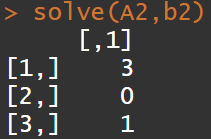 > solve(A2,b2)
[,1]
[1,] 3
[2,] 0
[3,] 1